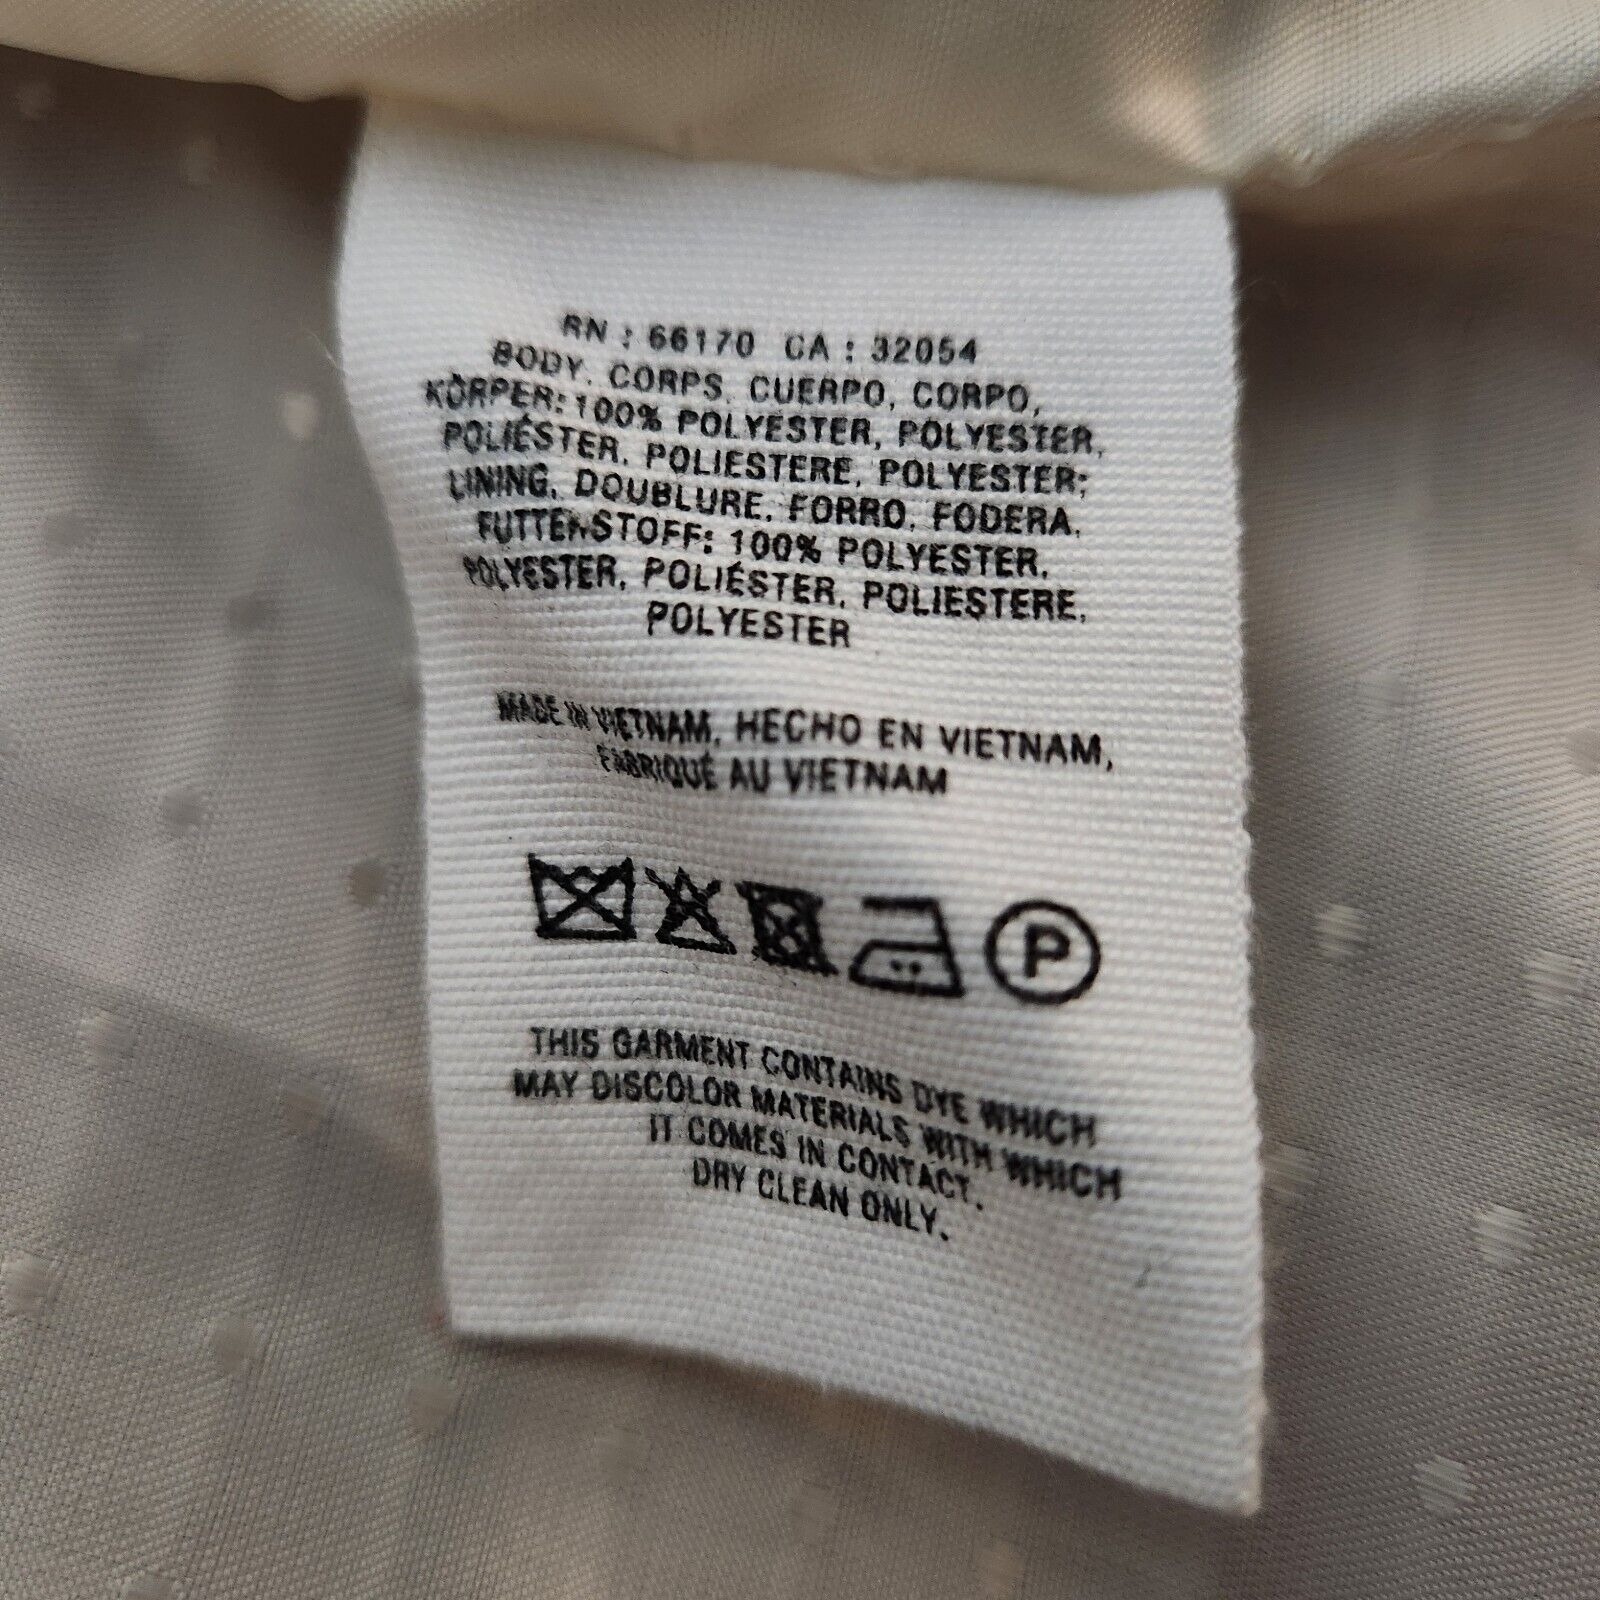 RN : 66170 CA : 32054
BODY, CORPS, CUERPO, CORPO,
KÖRPER: 100% POLYESTER, POLYESTER,
POLIÉSTER, POLIESTERE, POLYESTER;
LINING, DOUBLURE, FORRO, FODERA,
FUTTENSTOFF: 100% POLYESTER,
POLYESTER, POLIÉSTER, POLIESTERE,
POLYESTER
MADE IN VIETNAM, HECHO EN VIETNAM,
FABRIQUÉ AU VIETNAM
P
THIS GARMENT CONTAINS DYE WHICH
MAY DISCOLOR MATERIALS WITH WHICH
IT COMES IN CONTACT.
DRY CLEAN ONLY.